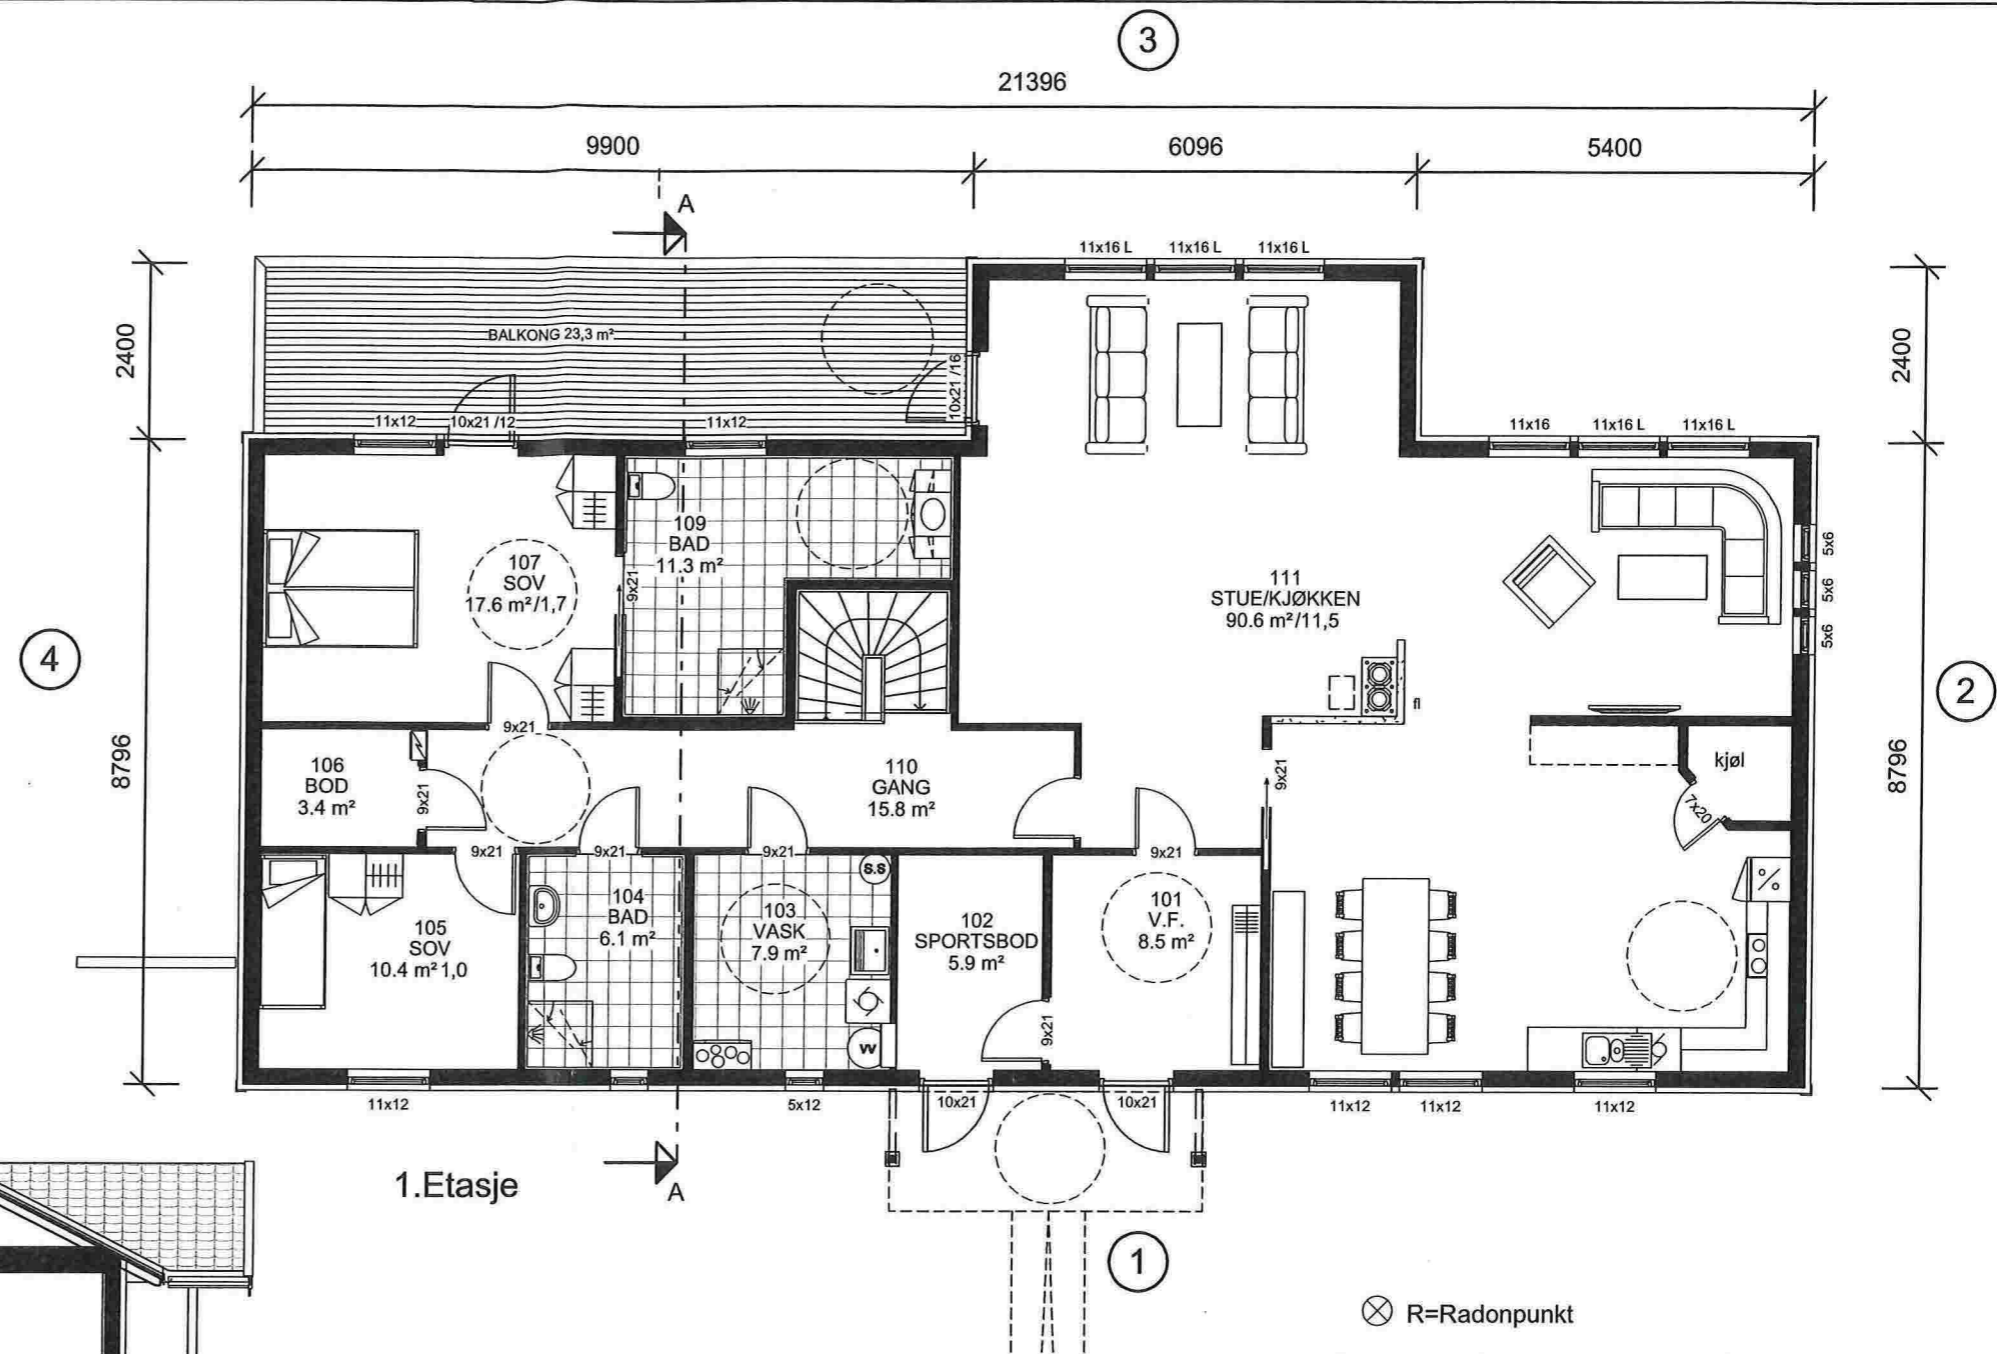 3
21396
9900
6096
5400
A
11x16 L
11x16 L
11x16 L
2400
2400
BALKONG 23,3 m²
10x21 /16
11x12
10x21 /12
11x12
11x16
11x16 L
11x16 L
109
BAD
11.3 m²
107
SOV
17.6 m²/1,7
9x21
5x6
5x6
5x6
111
STUE/KJØKKEN
90.6 m²/11,5
4
2
fl
9x21
8796
8796
106
BOD
3.4 m²
9x21
110
GANG
15.8 m²
9x21
kjøl
7x20
9x21
9x21
9x21
9x21
s.s
105
SOV
10.4 m² 1,0
104
BAD
6.1 m²
103
VASK
7.9 m²
102
SPORTSBOD
5.9 m²
101
V.F.
8.5 m²
9x21
%
W
11x12
5x12
10x21
10x21
11x12
11x12
11x12
1.Etasje
A
1
R=Radonpunkt